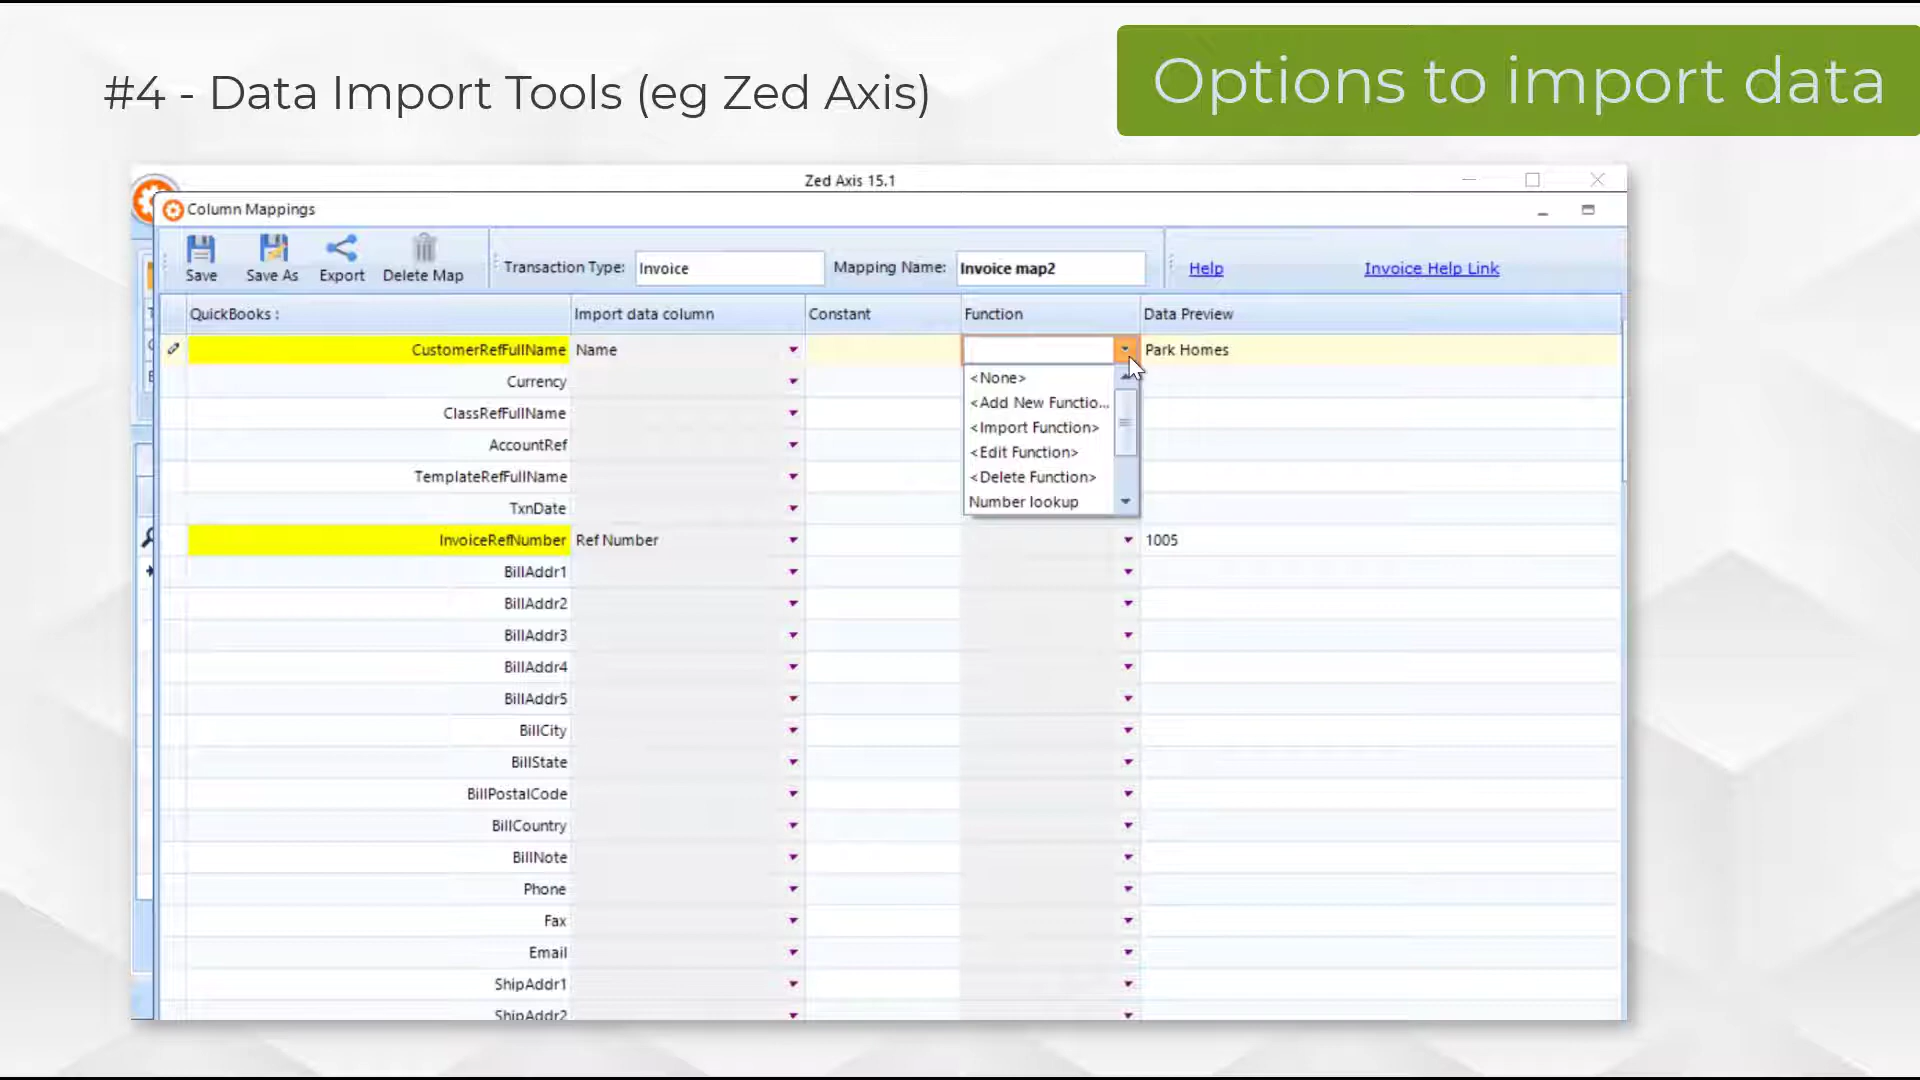 #4 - Data Import Tools (eg Zed Axis)
Options to import data
Zed Axis 15.1
Column Mappings
Save
Save As
Export
Delete Map
Transaction Type: Invoice
Mapping Name: Invoice map2
Help
Invoice Help Link
QuickBooks : Import data column Constant Function Data Preview
CustomerRefFullName Name Park Homes
<None>
<Add New Functio...
<Import Function>
<Edit Function>
<Delete Function>
Number lookup
Currency
ClassRefFullName
AccountRef
TemplateRefFullName
TxnDate
InvoiceRefNumber Ref Number 1005
BillAddr1
BillAddr2
BillAddr3
BillAddr4
BillAddr5
BillCity
BillState
BillPostalCode
BillCountry
BillNote
Phone
Fax
Email
ShipAddr1
ShipAddr2